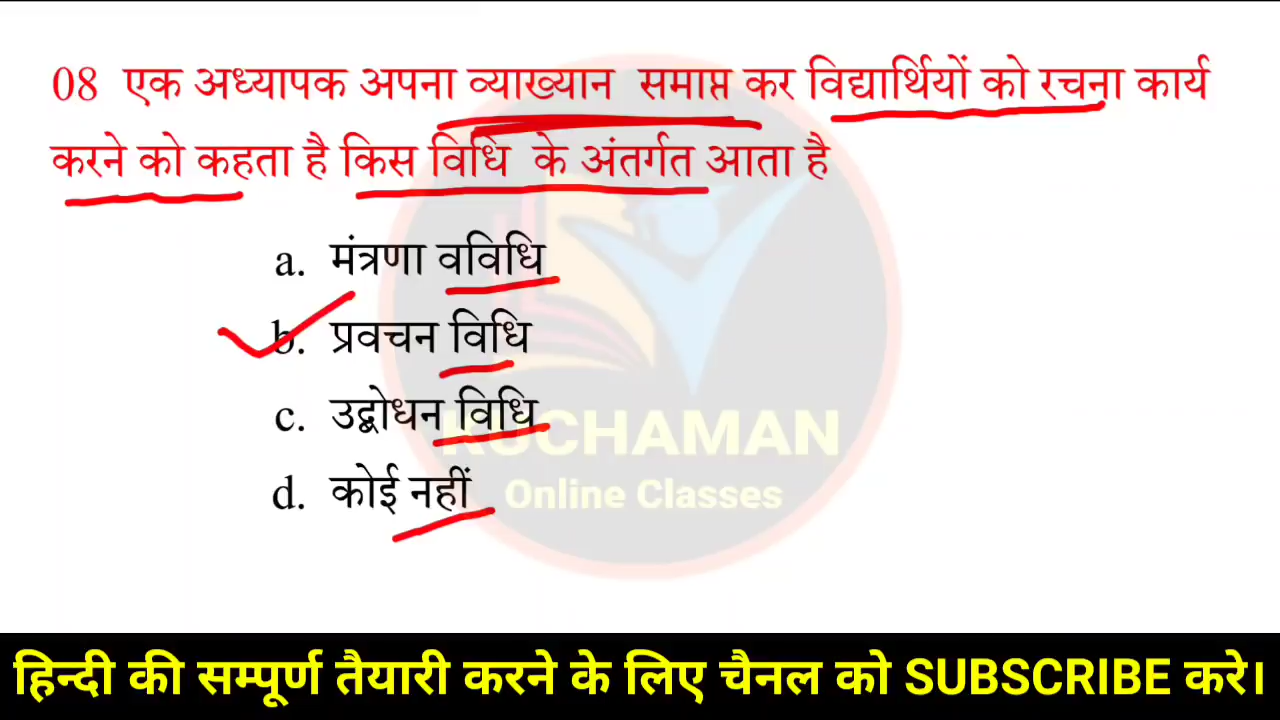 08 एक अध्यापक अपना व्याख्यान समाप्त कर विद्यार्थियों को रचना कार्य
करने को कहता है किस विधि के अंतर्गत आता है
a. मंत्रणा वविधि
b. प्रवचन विधि
c. उद्बोधन विधि
d. कोई नहीं
KUCHAMAN
Online Classes
हिन्दी की सम्पूर्ण तैयारी करने के लिए चैनल को SUBSCRIBE करे।